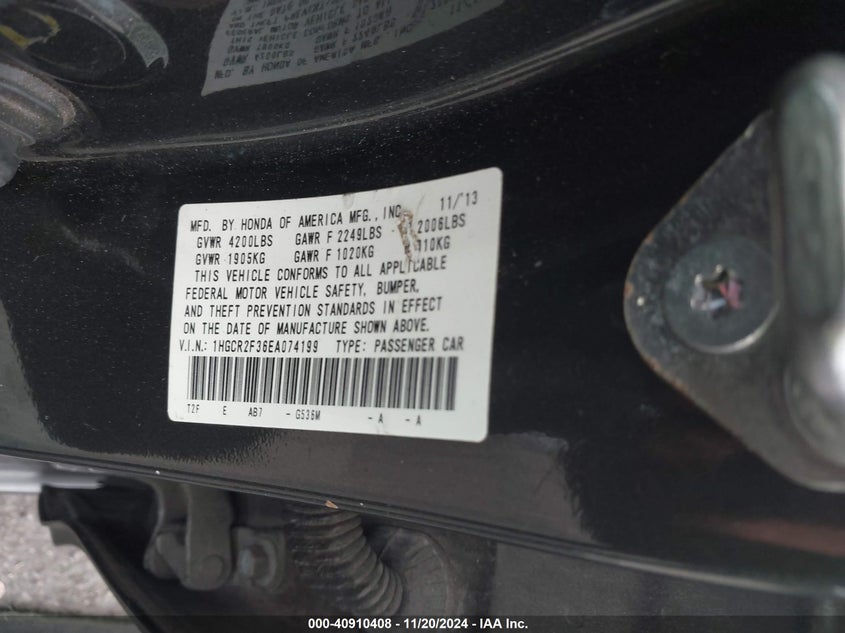 MFD. BY HONDA OF AMERICA MFG., INC. 11/'13
GVWR 4200LBS GAWR F 2249LBS 2006LBS
GVWR 1905KG GAWR F 1020KG 910KG
THIS VEHICLE CONFORMS TO ALL APPLICABLE
FEDERAL MOTOR VEHICLE SAFETY, BUMPER,
AND THEFT PREVENTION STANDARDS IN EFFECT
ON THE DATE OF MANUFACTURE SHOWN ABOVE.
V.I.N.: 1HGCR2F36EA074199 TYPE: PASSENGER CAR
T2F E AB7 - G536M - A - A
000-40910408 - 11/20/2024 - IAA Inc.